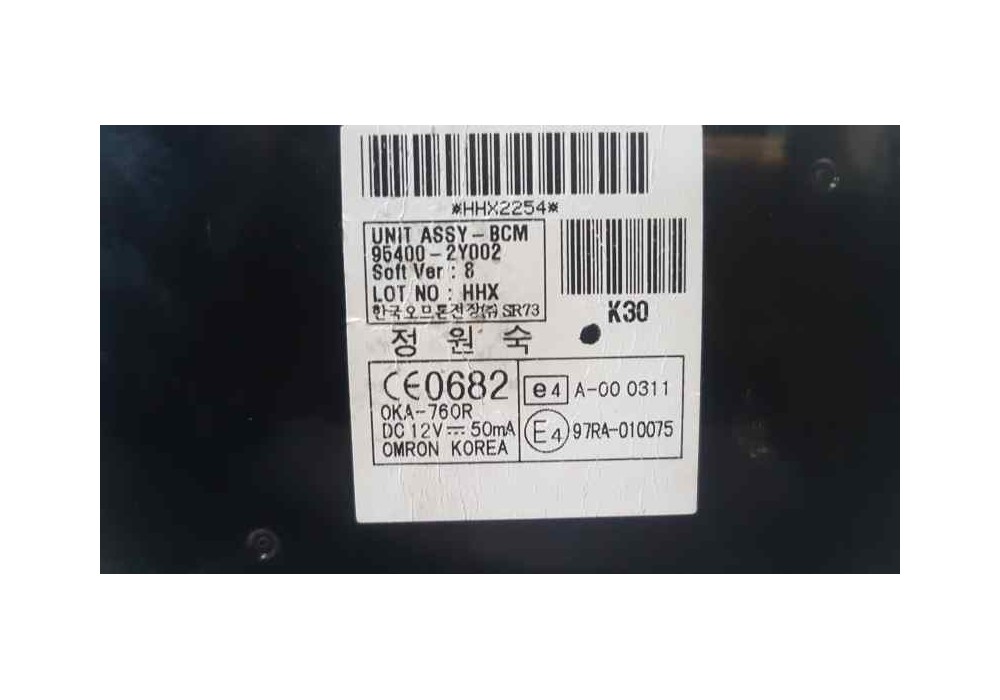 *HHX2254*
UNIT ASSY-BCM
95400-2Y002
Soft Ver : 8
LOT NO : HHX
한국오므론전장(주) SR73
K30
정 원 숙
CE0682
OKA-760R
DC 12V⎓50mA
OMRON KOREA
e4 A-00 0311
E4 97RA-010075